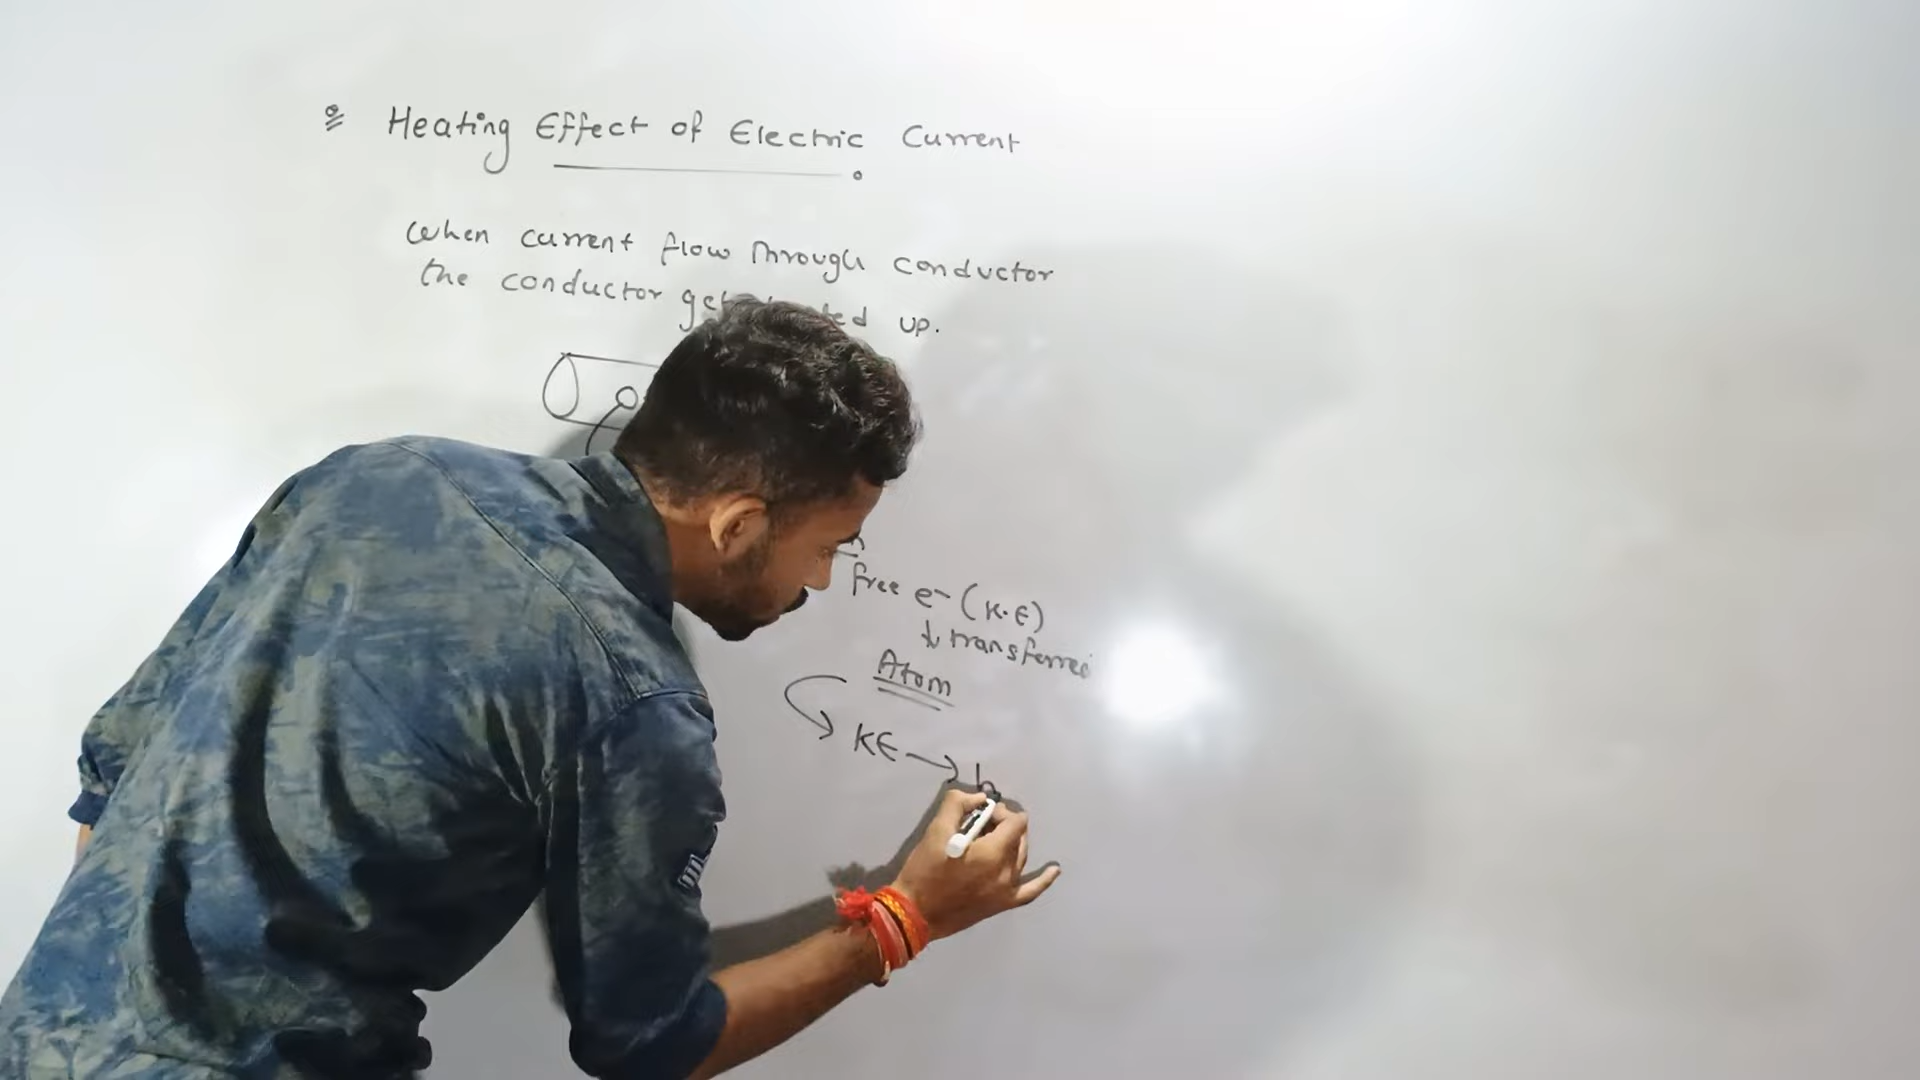 Heating Effect of Electric Current
When current flow through conductor
the conductor up.
free e- (K.E)
↓ transferred
Atom
KE → h